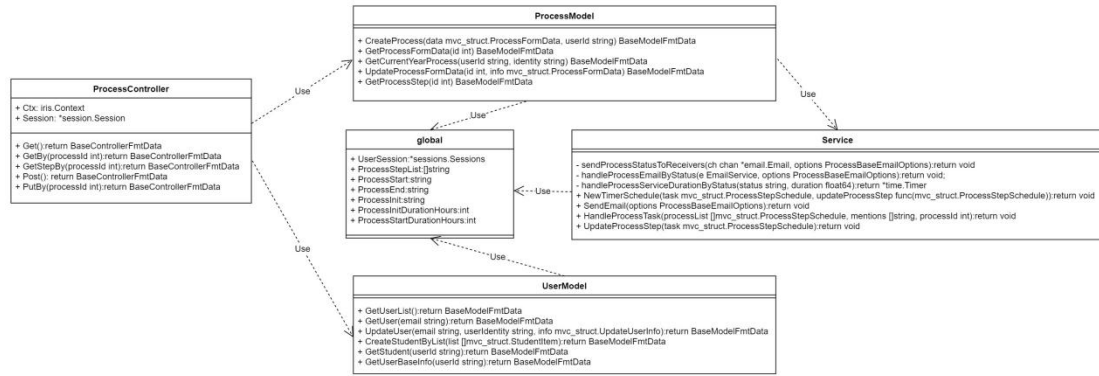 ProcessModel
+ CreateProcess(data mvc_struct.ProcessFormData, userId string) BaseModelFmtData
+ GetProcessFormData(id int) BaseModelFmtData
+ GetCurrentYearProcess(userId string, identity string) BaseModelFmtData
+ UpdateProcessFormData(id int, info mvc_struct.ProcessFormData) BaseModelFmtData
+ GetProcessStep(id int) BaseModelFmtData
ProcessController
+ Ctx: iris.Context
+ Session: *session.Session
+ Get():return BaseControllerFmtData
+ GetBy(processId int):return BaseControllerFmtData
+ GetStepBy(processId int):return BaseControllerFmtData
+ Post(): return BaseControllerFmtData
+ PutBy(processId int):return BaseControllerFmtData
Use
Use
Use
global
+ UserSession:*sessions.Sessions
+ ProcessStepList:[]string
+ ProcessStart:string
+ ProcessEnd:string
+ ProcessInit:string
+ ProcessInitDurationHours:int
+ ProcessStartDurationHours:int
Use
Service
- sendProcessStatusToReceivers(ch char *email.Email, options ProcessBaseEmailOptions):return void
- handleProcessEmailByStatus(e EmailService, options ProcessBaseEmailOptions):return void;
- handleProcessServiceDurationByStatus(status string, duration float64):return *time.Timer
+ NewTimerSchedule(task mvc_struct.ProcessStepSchedule, updateProcessStep func(mvc_struct.ProcessStepSchedule)):return void
+ SendEmail(options ProcessBaseEmailOptions):return void
+ HandleProcessTask(processList []mvc_struct.ProcessStepSchedule, mentions []string, processId int):return void
+ UpdateProcessStep(task mvc_struct.ProcessStepSchedule):return void
Use
Use
UserModel
+ GetUserList():return BaseModelFmtData
+ GetUser(email string):return BaseModelFmtData
+ UpdateUser(email string, userIdentity string, info mvc_struct.UpdateUserInfo):return BaseModelFmtData
+ CreateStudentByList(list []mvc_struct.StudentItem):return BaseModelFmtData
+ GetStudent(userId string):return BaseModelFmtData
+ GetUserBaseInfo(userId string):return BaseModelFmtData